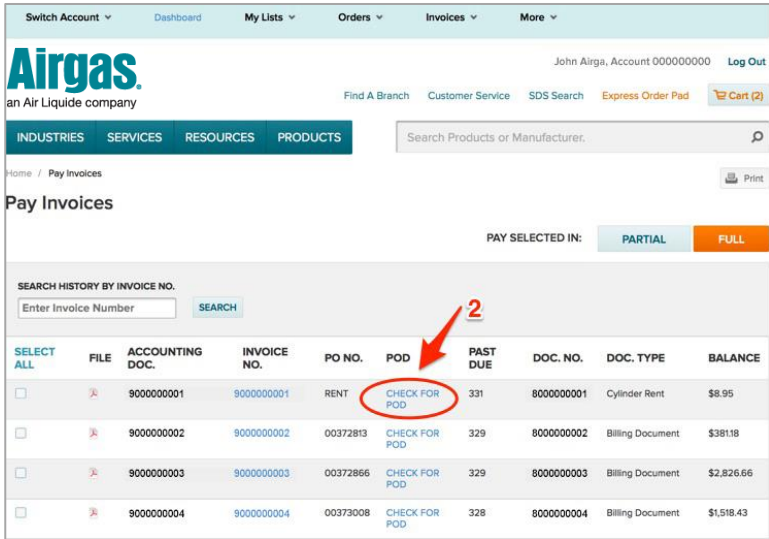 Switch Account Dashboard My Lists Orders Invoices More
John Airga, Account 000000000 Log Out
Airgas.
an Air Liquide company
Find A Branch Customer Service SDS Search Express Order Pad Cart (2)
INDUSTRIES SERVICES RESOURCES PRODUCTS Search Products or Manufacturer.
Home / Pay Invoices
Print
Pay Invoices
PAY SELECTED IN: PARTIAL FULL
SEARCH HISTORY BY INVOICE NO.
Enter Invoice Number SEARCH
2
SELECT ALL FILE ACCOUNTING DOC. INVOICE NO. PO NO. POD PAST DUE DOC. NO. DOC. TYPE BALANCE
9000000001 9000000001 RENT CHECK FOR POD 331 8000000001 Cylinder Rent $8.95
9000000002 9000000002 00372813 CHECK FOR POD 329 8000000002 Billing Document $381.18
9000000003 9000000003 00372866 CHECK FOR POD 329 8000000003 Billing Document $2,826.66
9000000004 9000000004 00373008 CHECK FOR POD 328 8000000004 Billing Document $1,518.43